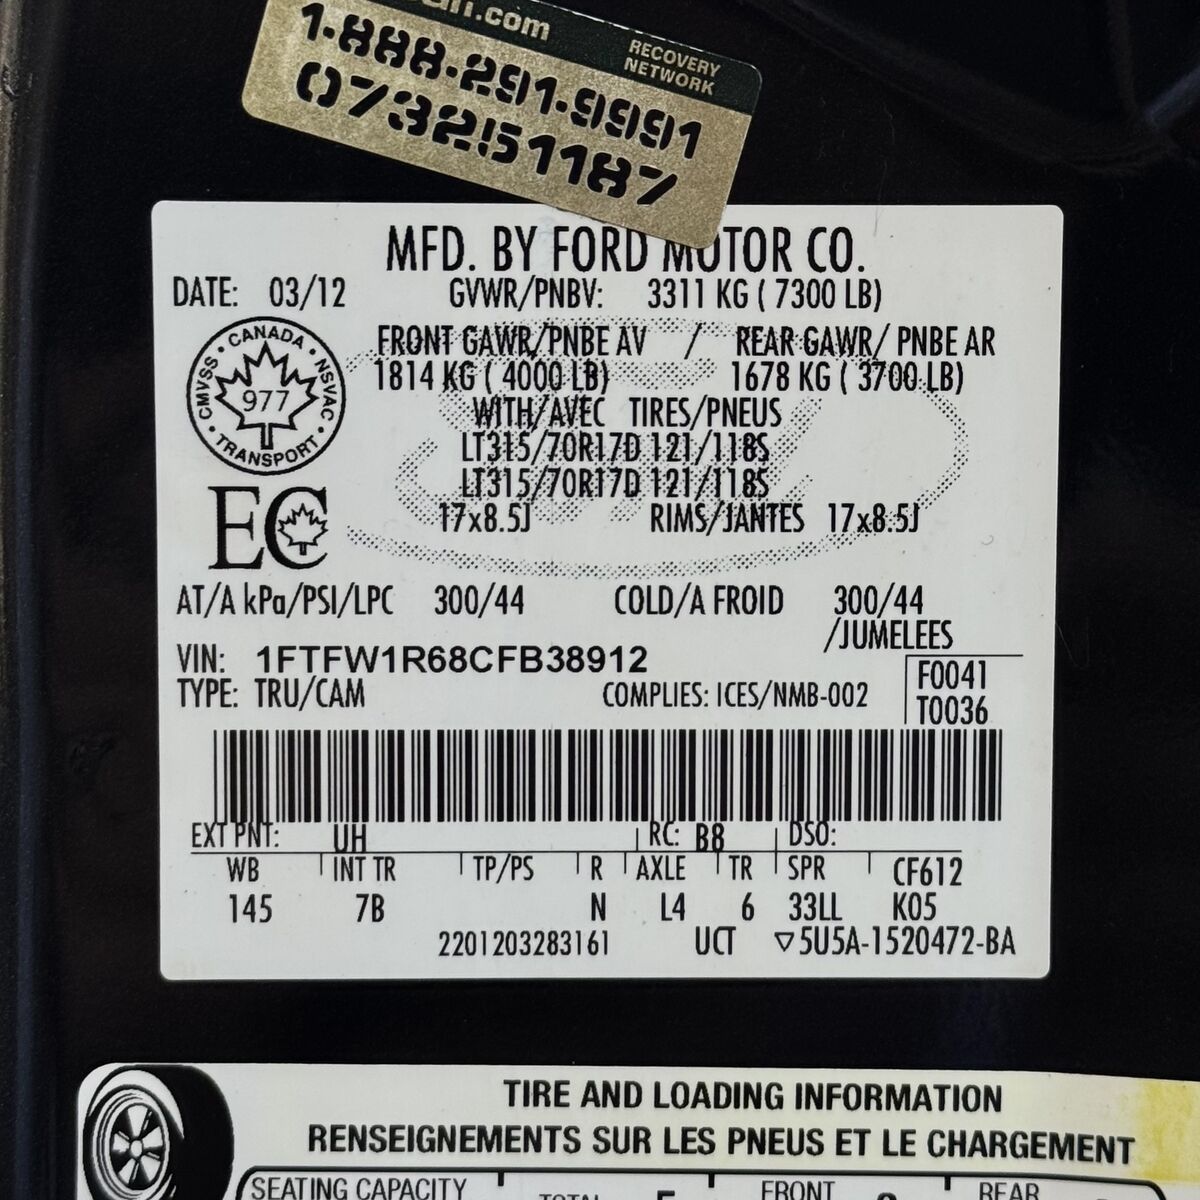 .com
RECOVERY
NETWORK
1-888-291-9991
073251187
MFD. BY FORD MOTOR CO.
DATE: 03/12 GVWR/PNBV: 3311 KG ( 7300 LB)
FRONT GAWR/PNBE AV / REAR GAWR/ PNBE AR
1814 KG ( 4000 LB) 1678 KG ( 3700 LB)
WITH/AVEC TIRES/PNEUS
LT315/70R17D 121/118S
LT315/70R17D 121/118S
17x8.5J RIMS/JANTES 17x8.5J
CANADA • NSVAC • TRANSPORT • CMVSS •
977
EC
AT/A kPa/PSI/LPC 300/44 COLD/A FROID 300/44
/JUMELEES
VIN: 1FTFW1R68CFB38912
F0041
TYPE: TRU/CAM COMPLIES: ICES/NMB-002
T0036
EXT PNT: UH RC: B8 DSO:
WB INT TR TP/PS R AXLE TR SPR CF612
145 7B N L4 6 33LL K05
2201203283161 UCT ▽5U5A-1520472-BA
TIRE AND LOADING INFORMATION
RENSEIGNEMENTS SUR LES PNEUS ET LE CHARGEMENT
SEATING CAPACITY TOTAL 5 FRONT REAR